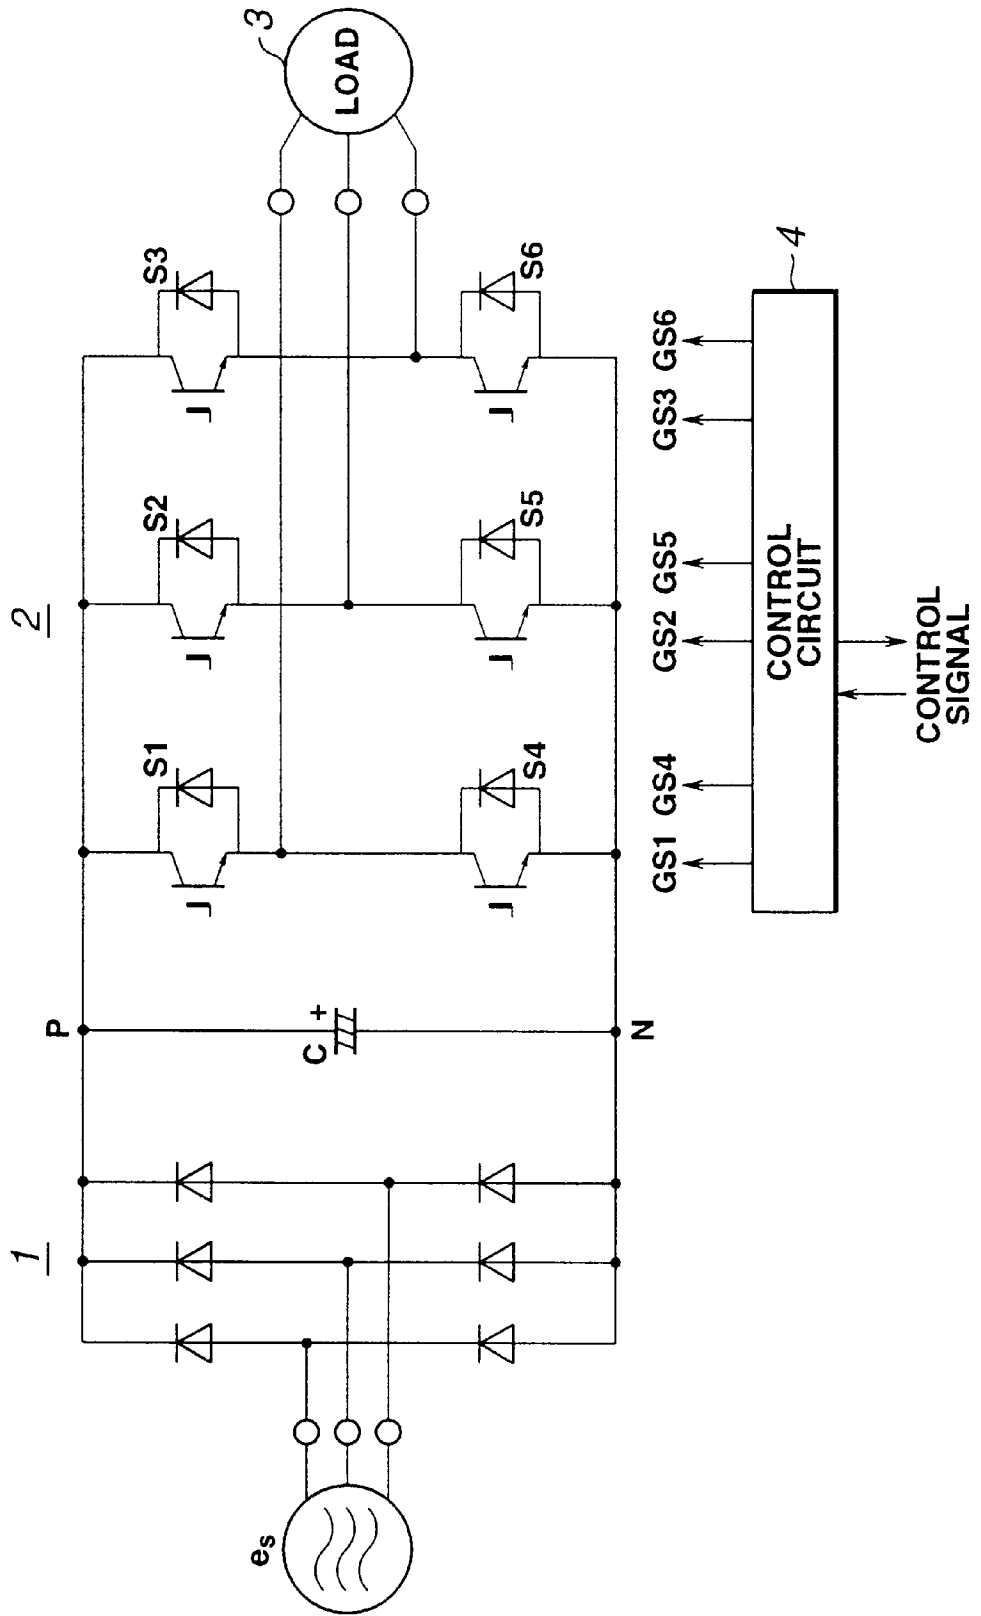 1
2
P
S1
S2
S3
3
eₛ
C
+
LOAD
S4
S5
S6
N
GS1
GS4
GS2
GS5
GS3
GS6
4
CONTROL
CIRCUIT
CONTROL
SIGNAL